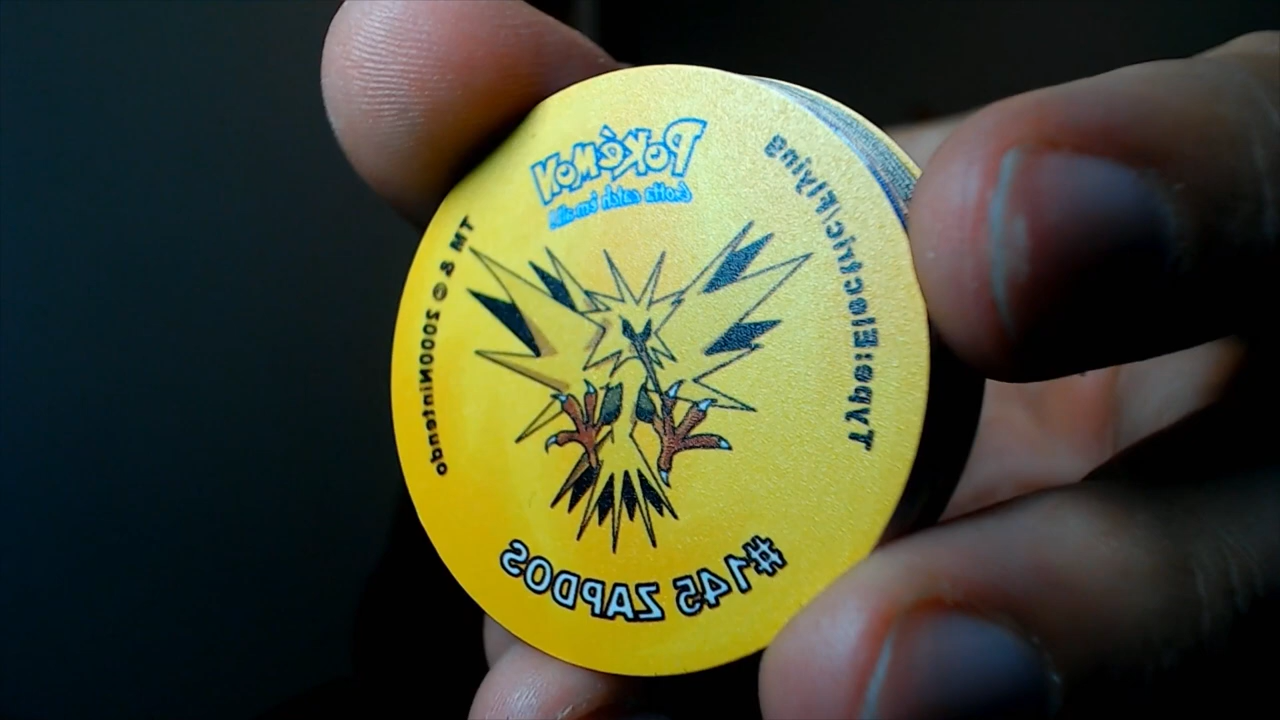 Pokémon
Gotta catch 'em all!
Type:Electric/Flying
TM & © 2000Nintendo
#145 ZAPDOS